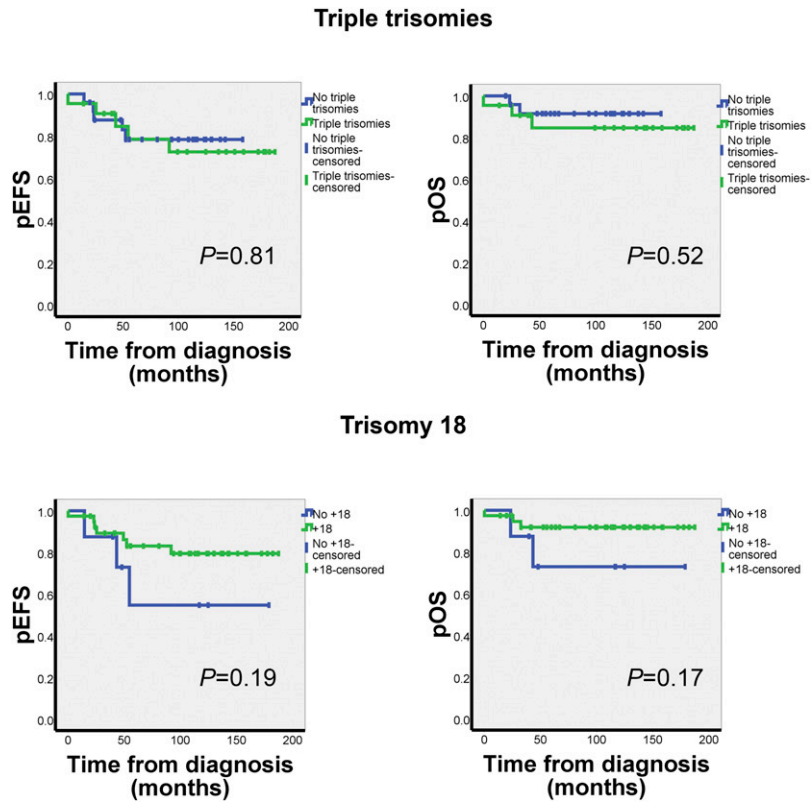 Triple trisomies
1.0
0.8
0.6
0.4
0.2
0.0
pEFS
P=0.81
0 50 100 150 200
Time from diagnosis
(months)
No triple
trisomies
Triple trisomies
No triple
trisomies-
censored
Triple trisomies-
censored
1.0
0.8
0.6
0.4
0.2
0.0
pOS
P=0.52
0 50 100 150 200
Time from diagnosis
(months)
No triple
trisomies
Triple trisomies
No triple
trisomies-
censored
Triple trisomies-
censored
Trisomy 18
1.0
0.8
0.6
0.4
0.2
0.0
pEFS
P=0.19
0 50 100 150 200
Time from diagnosis
(months)
No +18
+18
No +18-
censored
+18-censored
1.0
0.8
0.6
0.4
0.2
0.0
pOS
P=0.17
0 50 100 150 200
Time from diagnosis
(months)
No +18
+18
No +18-
censored
+18-censored